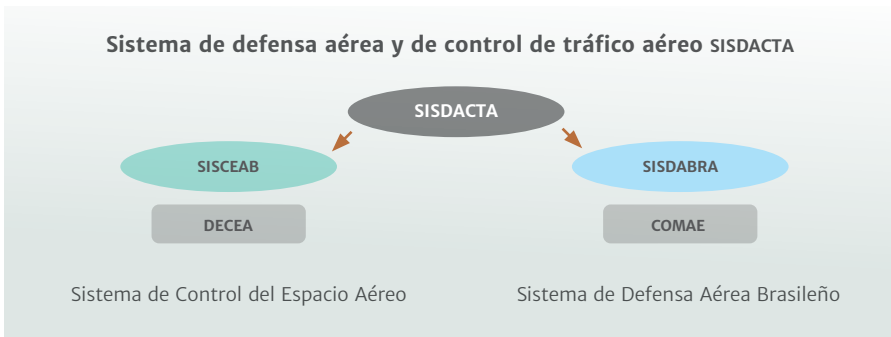 Sistema de defensa aérea y de control de tráfico aéreo SISDACTA
SISDACTA
SISCEAB
SISDABRA
DECEA
COMAE
Sistema de Control del Espacio Aéreo
Sistema de Defensa Aérea Brasileño